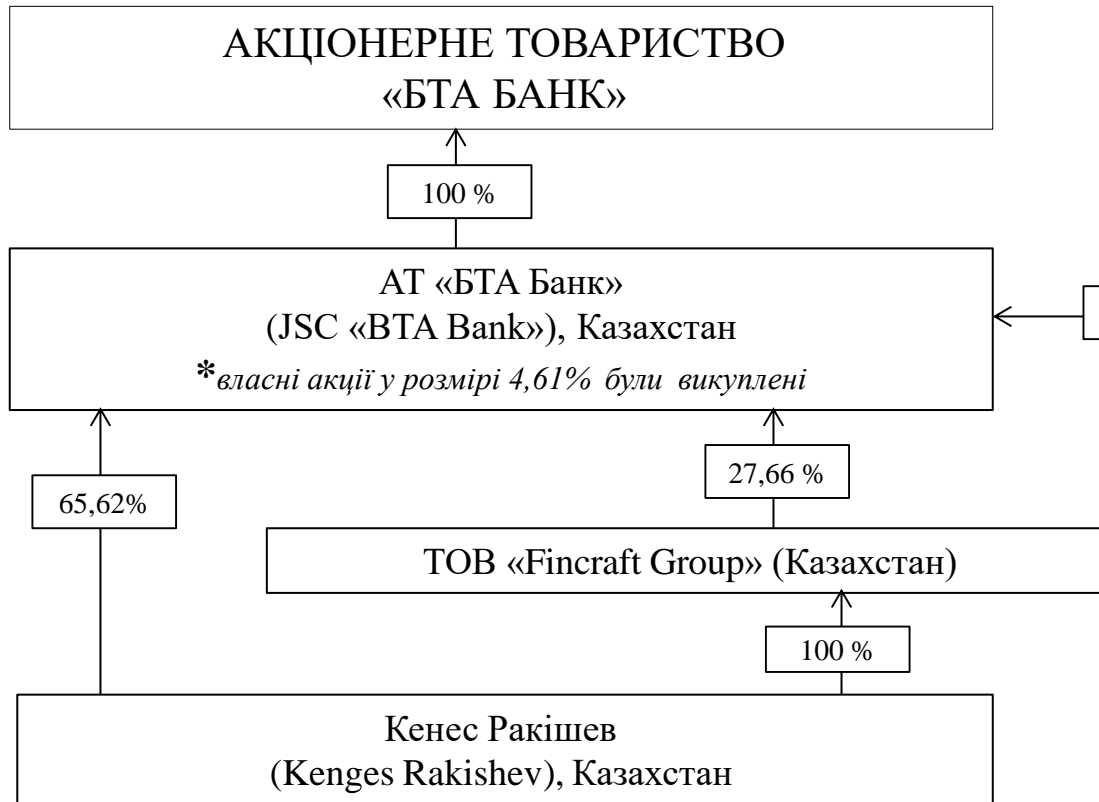 АКЦІОНЕРНЕ ТОВАРИСТВО
«БТА БАНК»
100 %
АТ «БТА Банк»
(JSC «BTA Bank»), Казахстан
*власні акції у розмірі 4,61% були викуплені
27,66 %
65,62%
ТОВ «Fincraft Group» (Казахстан)
100 %
Кенес Ракішев
(Kenges Rakishev), Казахстан